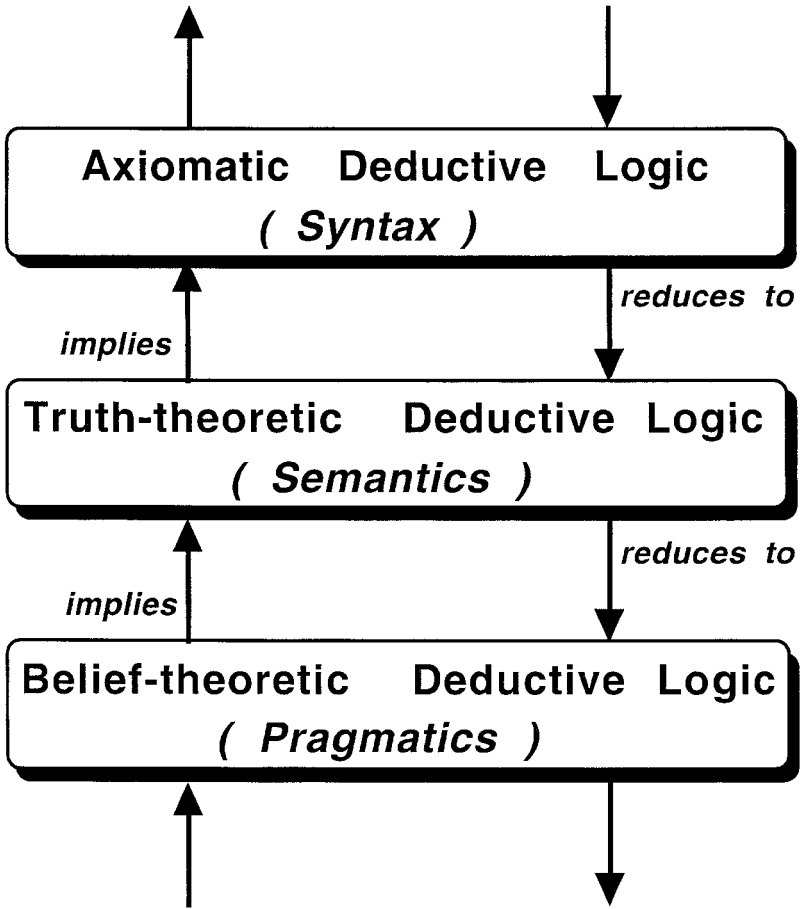 Axiomatic Deductive Logic
( Syntax )
reduces to
implies
Truth-theoretic Deductive Logic
( Semantics )
reduces to
implies
Belief-theoretic Deductive Logic
( Pragmatics )